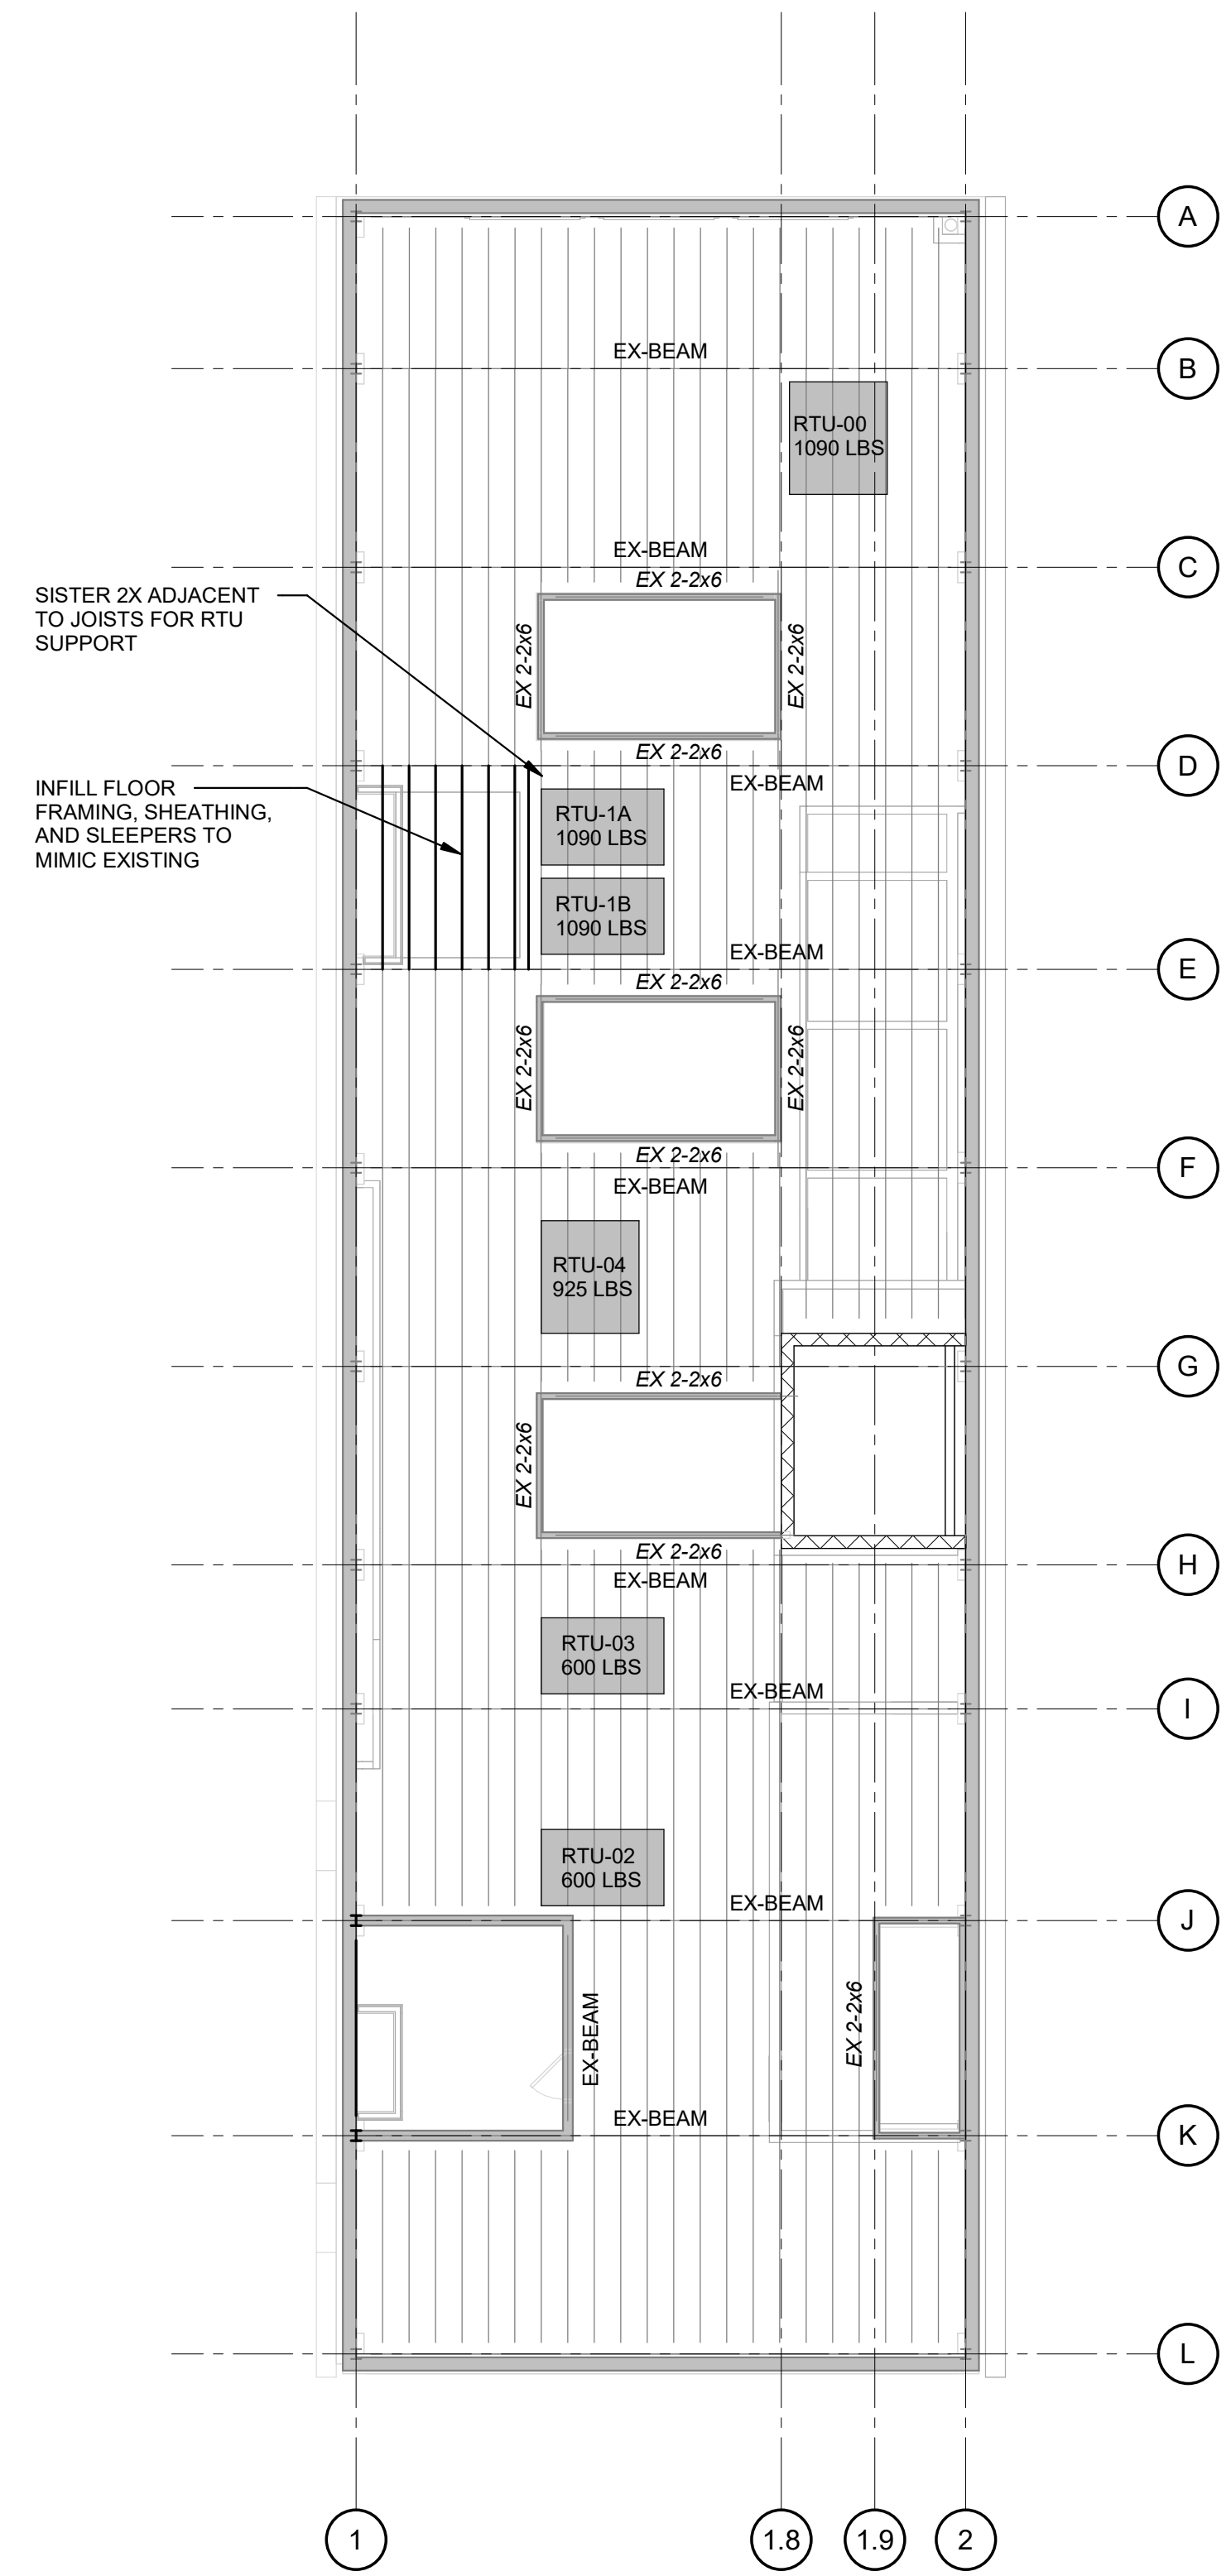 A
EX-BEAM
B
RTU-00
1090 LBS
EX-BEAM
C
EX 2-2x6
SISTER 2X ADJACENT
TO JOISTS FOR RTU
SUPPORT
EX 2-2x6
EX 2-2x6
EX 2-2x6
D
EX-BEAM
INFILL FLOOR
FRAMING, SHEATHING,
AND SLEEPERS TO
MIMIC EXISTING
RTU-1A
1090 LBS
RTU-1B
1090 LBS
EX-BEAM
E
EX 2-2x6
EX 2-2x6
EX 2-2x6
EX 2-2x6
F
EX-BEAM
RTU-04
925 LBS
G
EX 2-2x6
EX 2-2x6
EX 2-2x6
H
EX-BEAM
RTU-03
600 LBS
EX-BEAM
I
RTU-02
600 LBS
EX-BEAM
J
EX-BEAM
EX 2-2x6
EX-BEAM
K
L
1
1.8
1.9
2